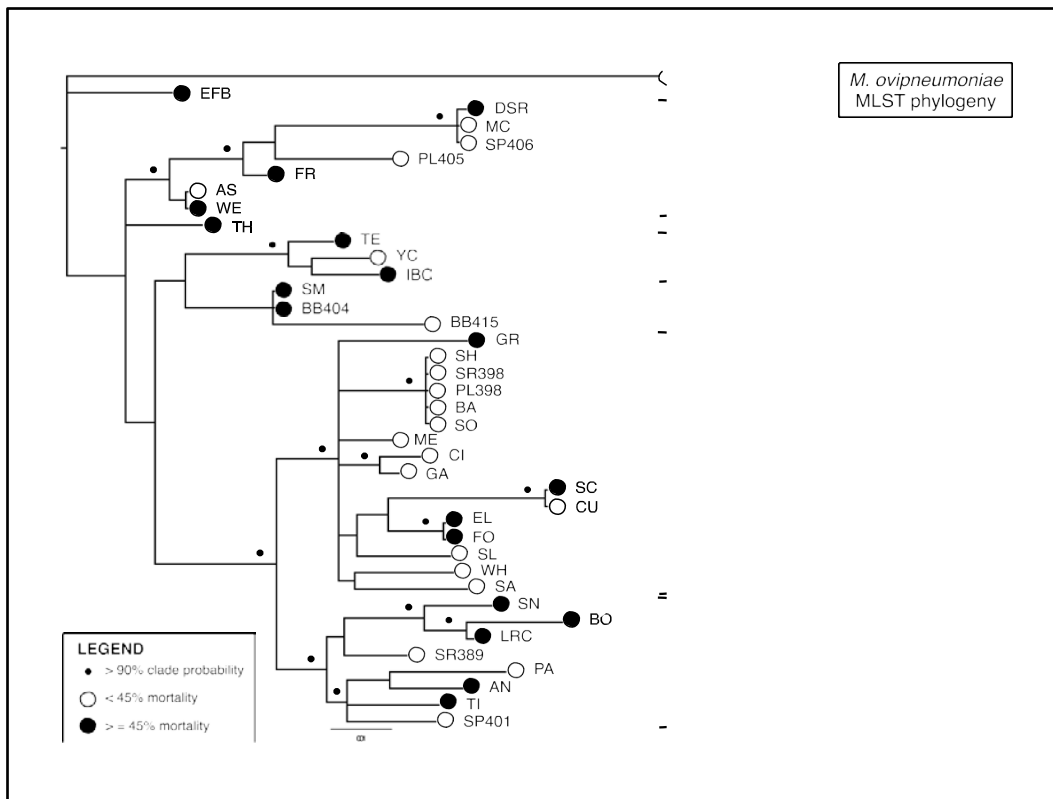 M. ovipneumoniae
MLST phylogeny
EFB
DSR
MC
SP406
PL405
FR
AS
WE
TH
TE
YC
IBC
SM
BB404
BB415
GR
SH
SR398
PL398
BA
SO
ME
CI
GA
SC
CU
EL
FO
SL
WH
SA
SN
BO
LRC
SR389
PA
AN
TI
SP401
LEGEND
> 90% clade probability
< 45% mortality
> = 45% mortality